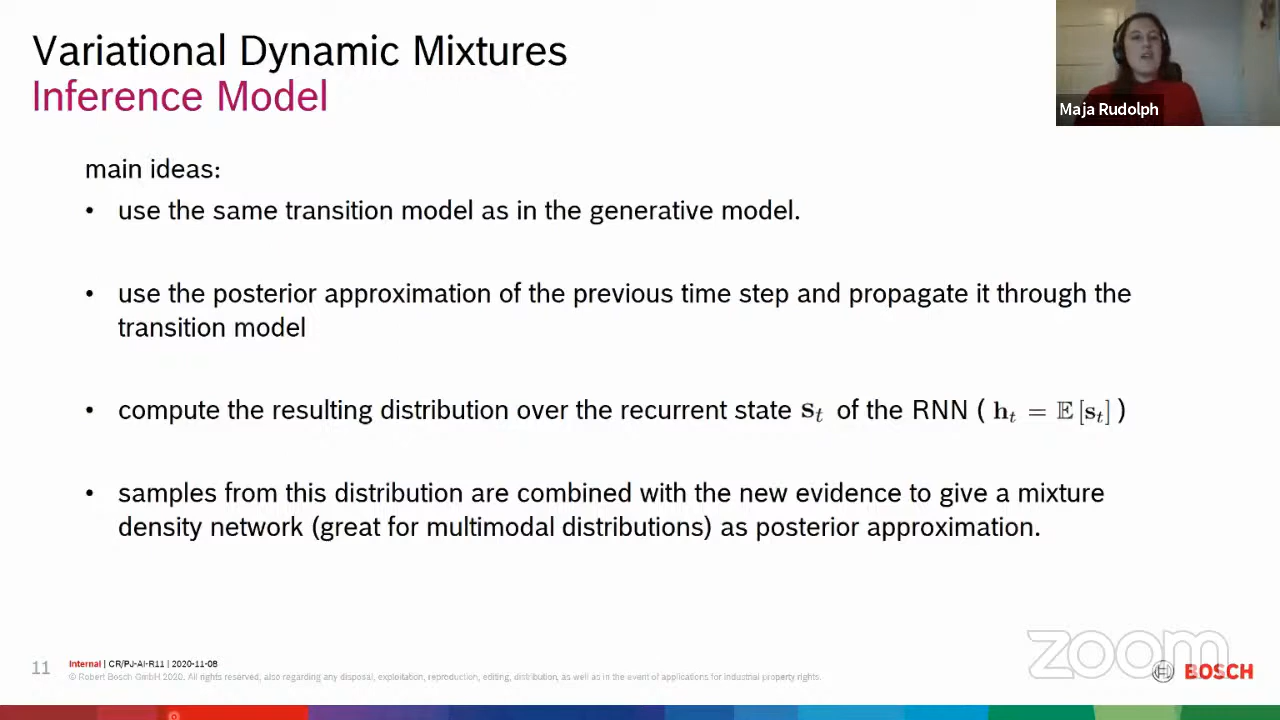 Variational Dynamic Mixtures
Inference Model
Maja Rudolph
main ideas:
• use the same transition model as in the generative model.
• use the posterior approximation of the previous time step and propagate it through the
transition model
• compute the resulting distribution over the recurrent state s_t of the RNN ( h_t = 𝔼 [s_t] )
• samples from this distribution are combined with the new evidence to give a mixture
density network (great for multimodal distributions) as posterior approximation.
zoom
11
Internal | CR/PJ-AI-R11 | 2020-11-08
© Robert Bosch GmbH 2020. All rights reserved, also regarding any disposal, exploitation, reproduction, editing, distribution, as well as in the event of applications for industrial property rights.
BOSCH